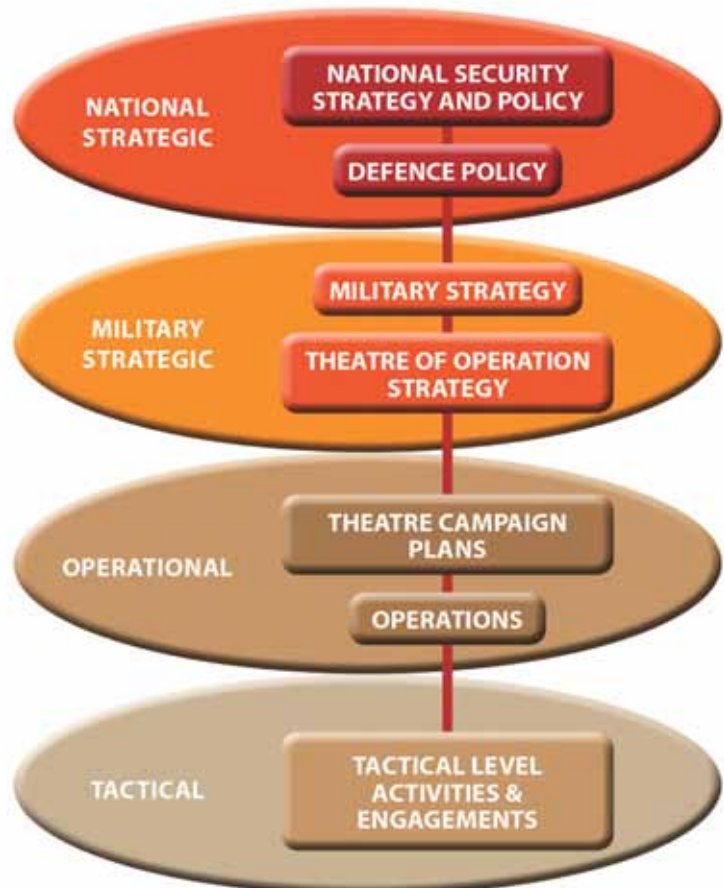 NATIONAL
STRATEGIC
NATIONAL SECURITY
STRATEGY AND POLICY
DEFENCE POLICY
MILITARY
STRATEGIC
MILITARY STRATEGY
THEATRE OF OPERATION
STRATEGY
OPERATIONAL
THEATRE CAMPAIGN
PLANS
OPERATIONS
TACTICAL
TACTICAL LEVEL
ACTIVITIES &
ENGAGEMENTS